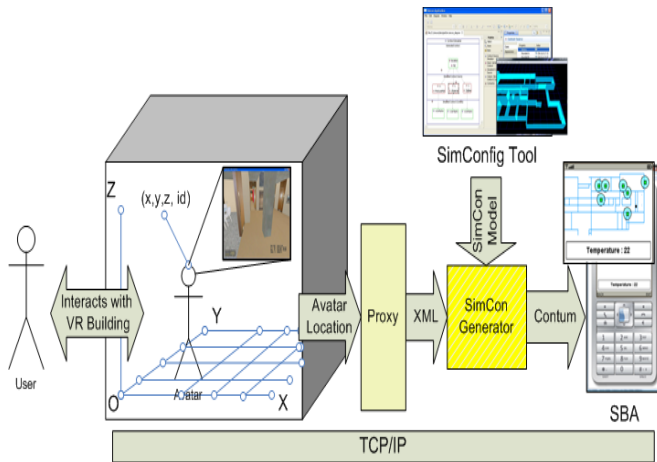 SimConfig Tool
SimCon
Model
Z
(x,y,z, id)
Temperature : 22
Interacts with
VR Building
Y
Avatar
Location
Proxy
XML
SimCon
Generator
Contum
User
Avatar
O
X
SBA
TCP/IP